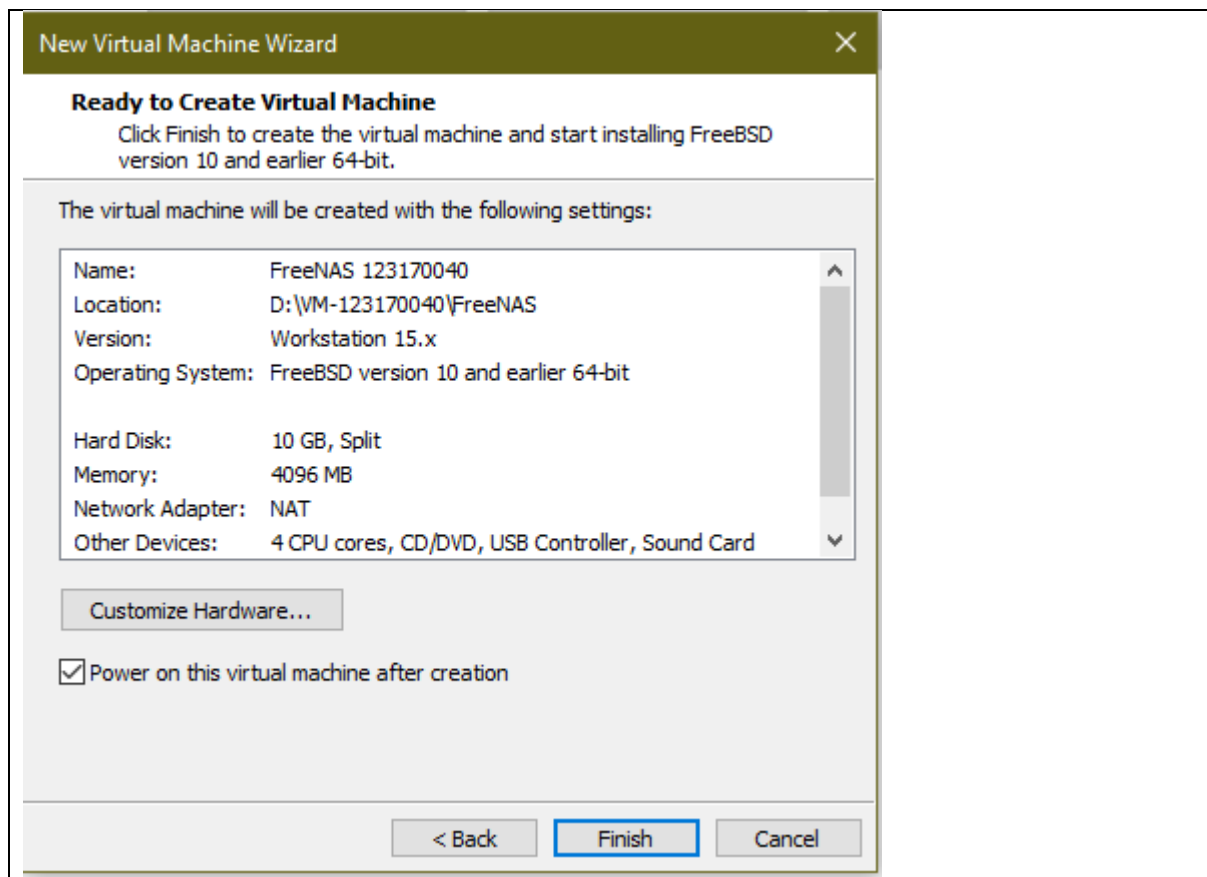 New Virtual Machine Wizard
Ready to Create Virtual Machine
Click Finish to create the virtual machine and start installing FreeBSD
version 10 and earlier 64-bit.
The virtual machine will be created with the following settings:
Name: FreeNAS 123170040
Location: D:\VM-123170040\FreeNAS
Version: Workstation 15.x
Operating System: FreeBSD version 10 and earlier 64-bit
Hard Disk: 10 GB, Split
Memory: 4096 MB
Network Adapter: NAT
Other Devices: 4 CPU cores, CD/DVD, USB Controller, Sound Card
Customize Hardware...
Power on this virtual machine after creation
< Back Finish Cancel